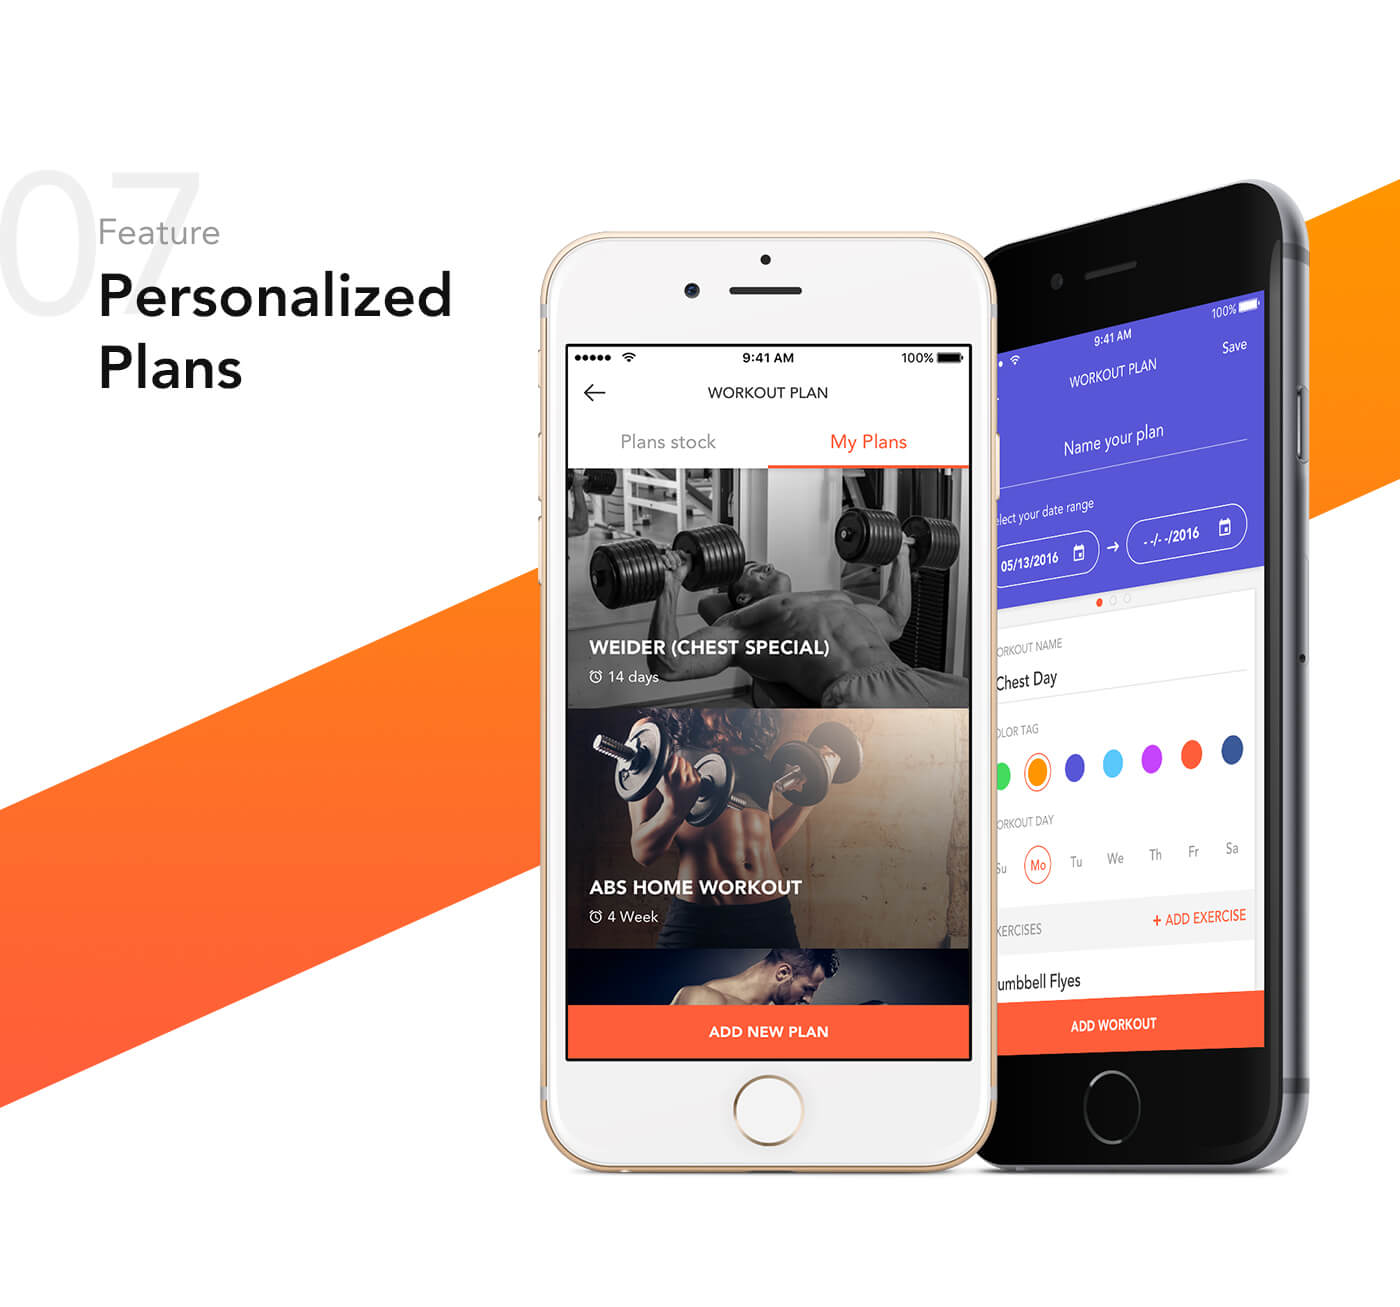 07
Feature
Personalized
Plans
9:41 AM
100%
WORKOUT PLAN
Plans stock
My Plans
WEIDER (CHEST SPECIAL)
14 days
ABS HOME WORKOUT
4 Week
ADD NEW PLAN
9:41 AM
100%
WORKOUT PLAN
Save
Name your plan
elect your date range
05/13/2016
- -/- -/2016
ORKOUT NAME
Chest Day
OLOR TAG
ORKOUT DAY
Su Mo Tu We Th Fr Sa
XERCISES
+ ADD EXERCISE
umbbell Flyes
ADD WORKOUT